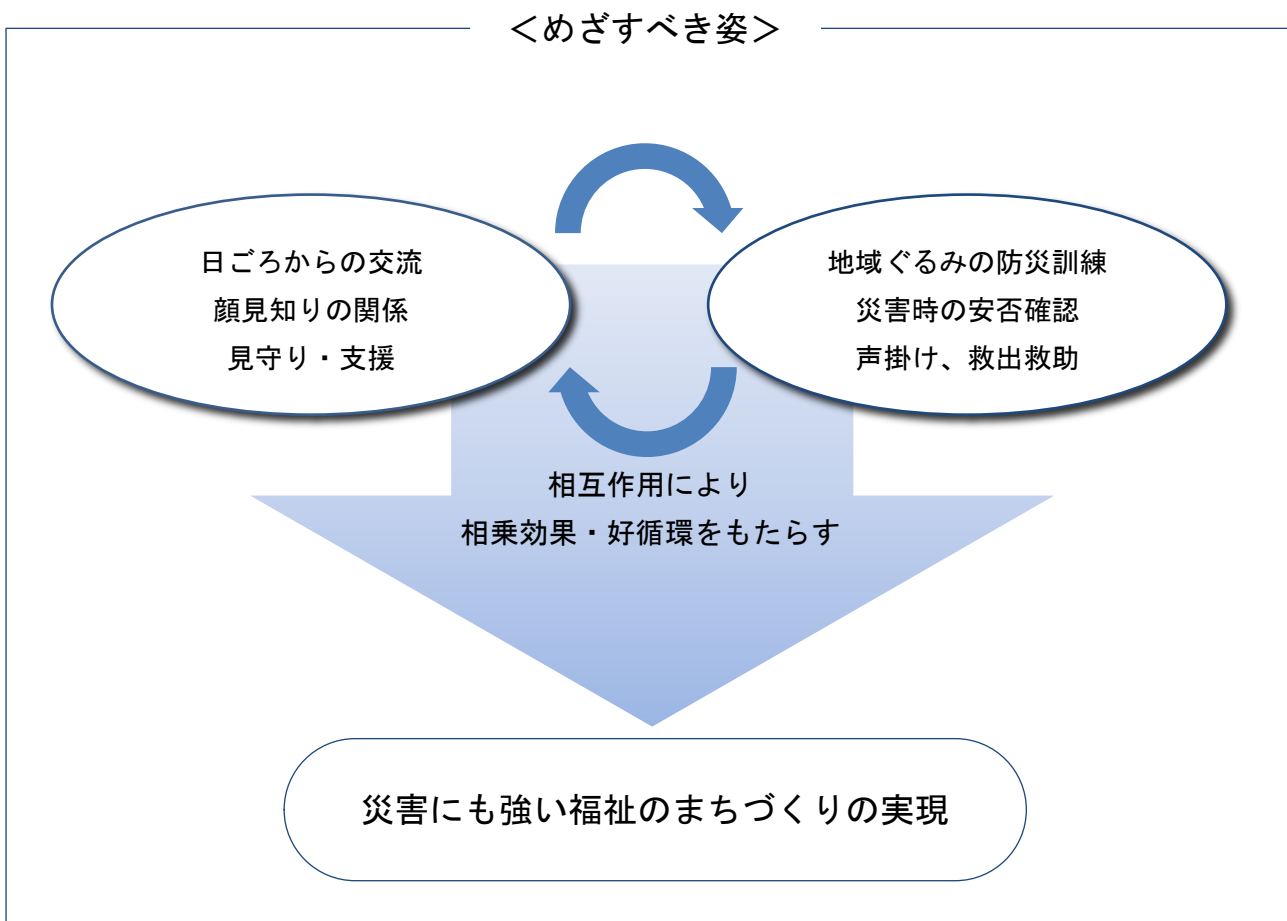 ＜めざすべき姿＞
日ごろからの交流
顔見知りの関係
見守り・支援
地域ぐるみの防災訓練
災害時の安否確認
声掛け、救出救助
相互作用により
相乗効果・好循環をもたらす
災害にも強い福祉のまちづくりの実現